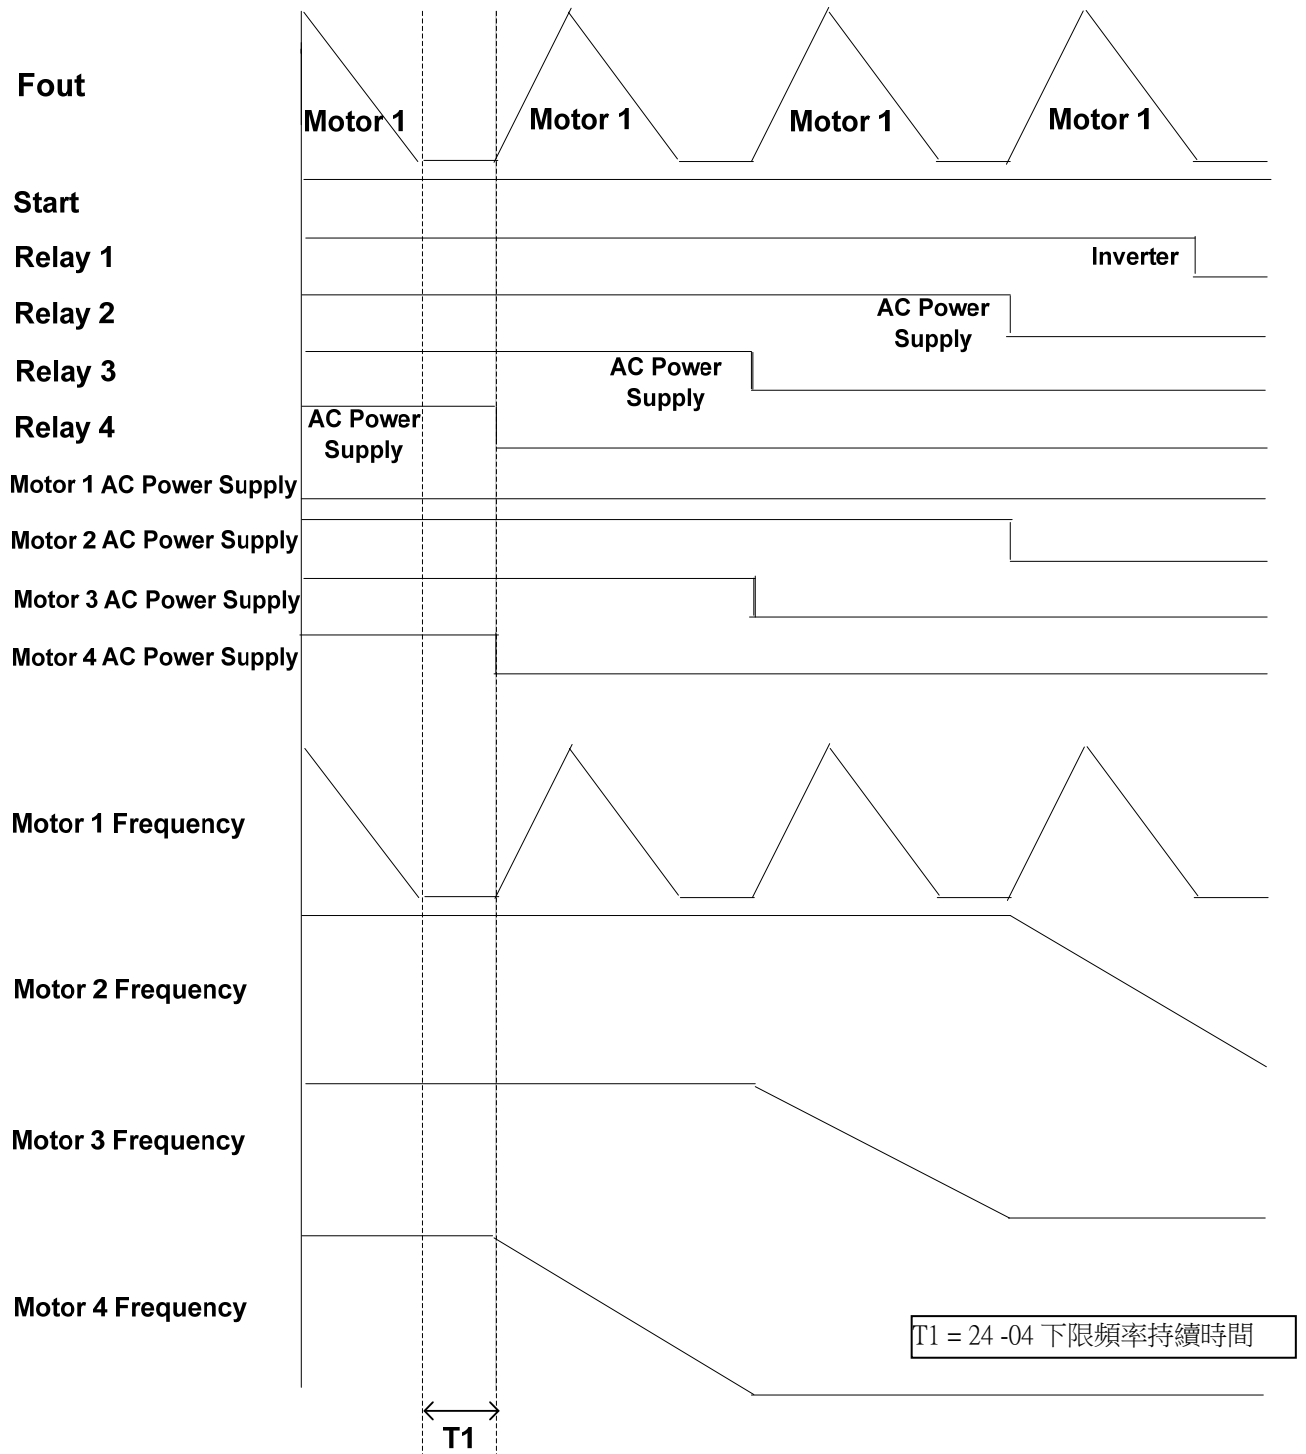 Fout
Motor 1
Motor 1
Motor 1
Motor 1
Start
Relay 1
Inverter
Relay 2
AC Power
Supply
Relay 3
AC Power
Supply
Relay 4
AC Power
Supply
Motor 1 AC Power Supply
Motor 2 AC Power Supply
Motor 3 AC Power Supply
Motor 4 AC Power Supply
Motor 1 Frequency
Motor 2 Frequency
Motor 3 Frequency
Motor 4 Frequency
T1 = 24 -04 下限頻率持續時間
T1